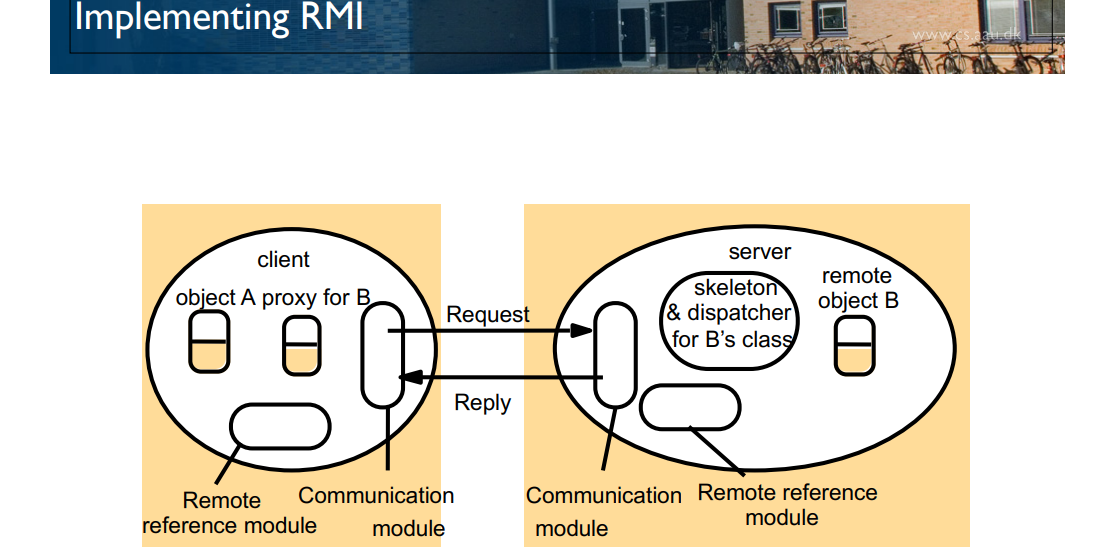 Implementing RMI
www.cs.aau.dk
client
object A proxy for B
Request
Reply
Remote
reference module
Communication
module
server
skeleton
& dispatcher
for B's class
remote
object B
Communication
module
Remote reference
module